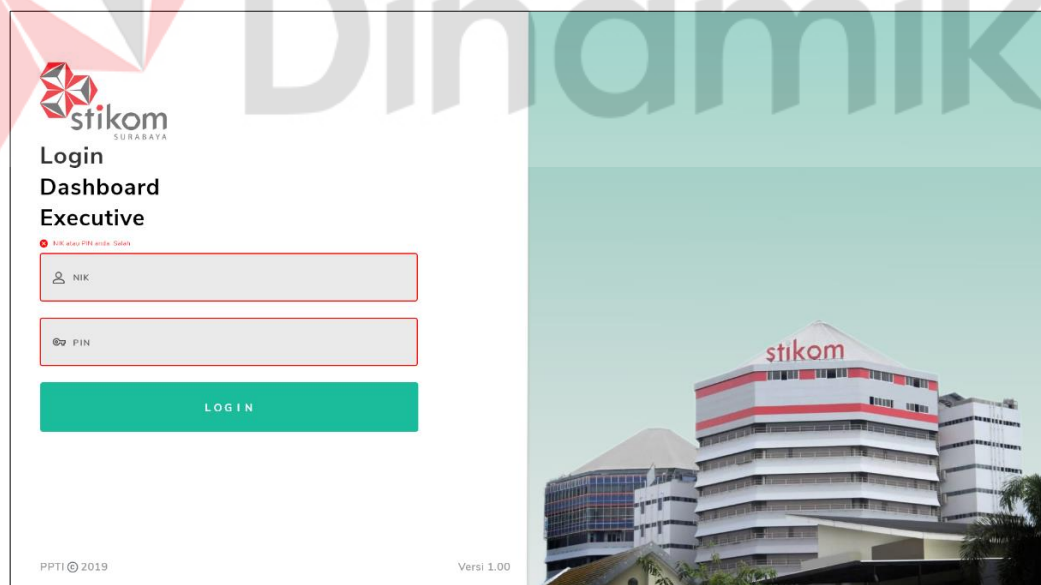 Dinamik
stikom
SURABAYA
Login
Dashboard
Executive
NIK atau PIN anda Salah
NIK
PIN
LOGIN
PPTI © 2019
Versi 1.00
stikom